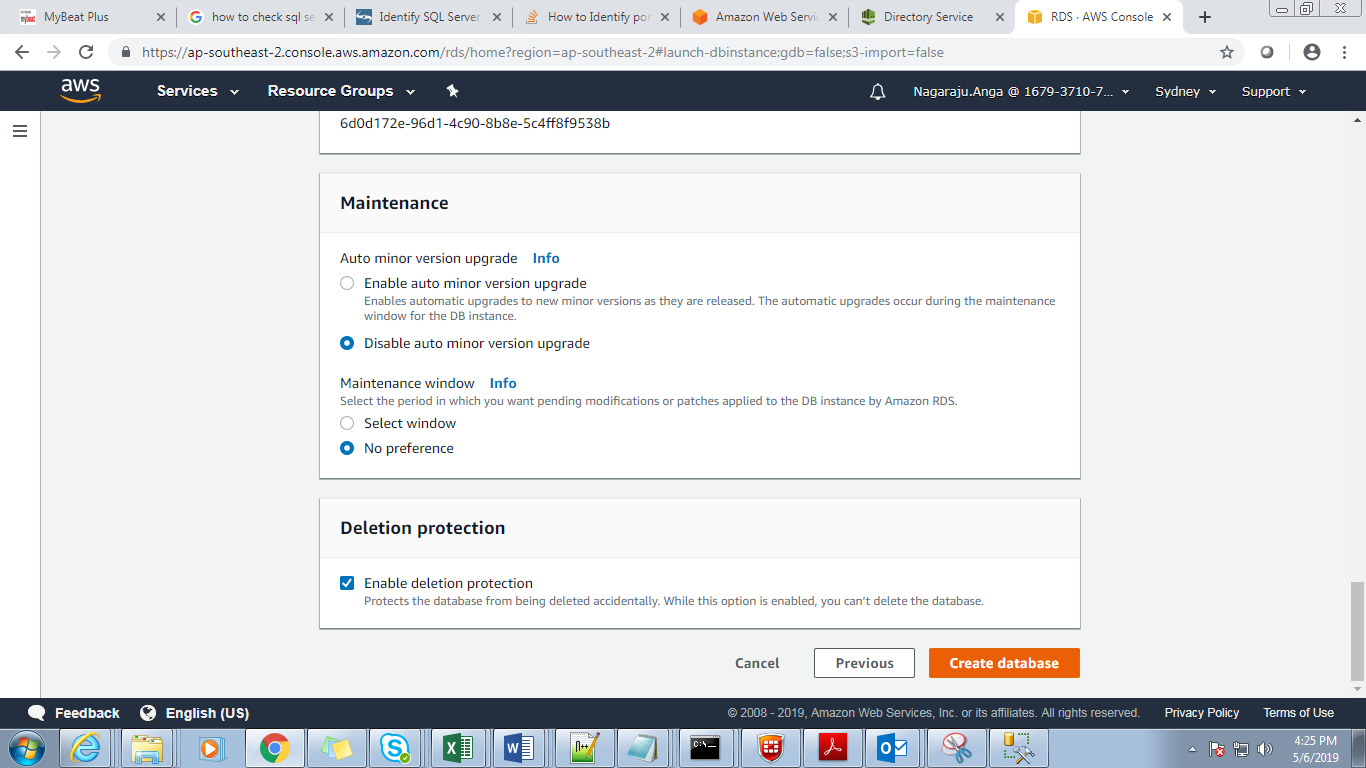 MyBeat Plus
how to check sql se
Identify SQL Server
How to Identify por
Amazon Web Servic
Directory Service
RDS · AWS Console
https://ap-southeast-2.console.aws.amazon.com/rds/home?region=ap-southeast-2#launch-dbinstance:gdb=false;s3-import=false
aws
Services
Resource Groups
Nagaraju.Anga @ 1679-3710-7...
Sydney
Support
6d0d172e-96d1-4c90-8b8e-5c4ff8f9538b
Maintenance
Auto minor version upgrade Info
Enable auto minor version upgrade
Enables automatic upgrades to new minor versions as they are released. The automatic upgrades occur during the maintenance
window for the DB instance.
Disable auto minor version upgrade
Maintenance window Info
Select the period in which you want pending modifications or patches applied to the DB instance by Amazon RDS.
Select window
No preference
Deletion protection
Enable deletion protection
Protects the database from being deleted accidentally. While this option is enabled, you can't delete the database.
Cancel
Previous
Create database
Feedback
English (US)
© 2008 - 2019, Amazon Web Services, Inc. or its affiliates. All rights reserved.
Privacy Policy
Terms of Use
4:25 PM
5/6/2019